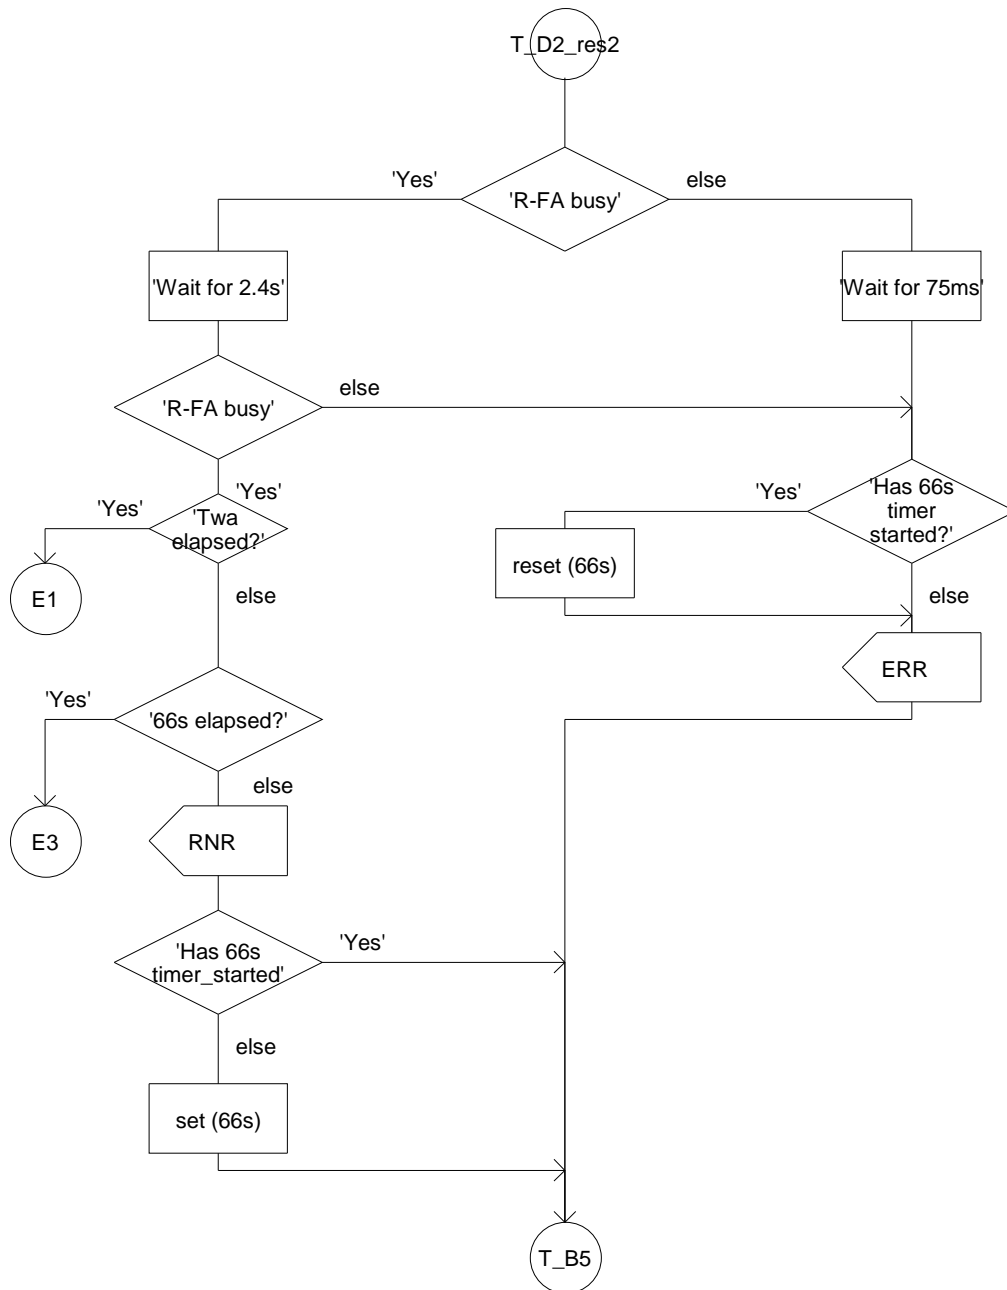 T_D2_res2
'Yes'
else
'R-FA busy'
'Wait for 2.4s'
'Wait for 75ms'
else
'R-FA busy'
'Yes'
'Yes'
'Twa
elapsed?'
'Yes'
'Has 66s
timer
started?'
reset (66s)
E1
else
else
ERR
'Yes'
'66s elapsed?'
else
E3
RNR
'Yes'
'Has 66s
timer_started'
else
set (66s)
T_B5